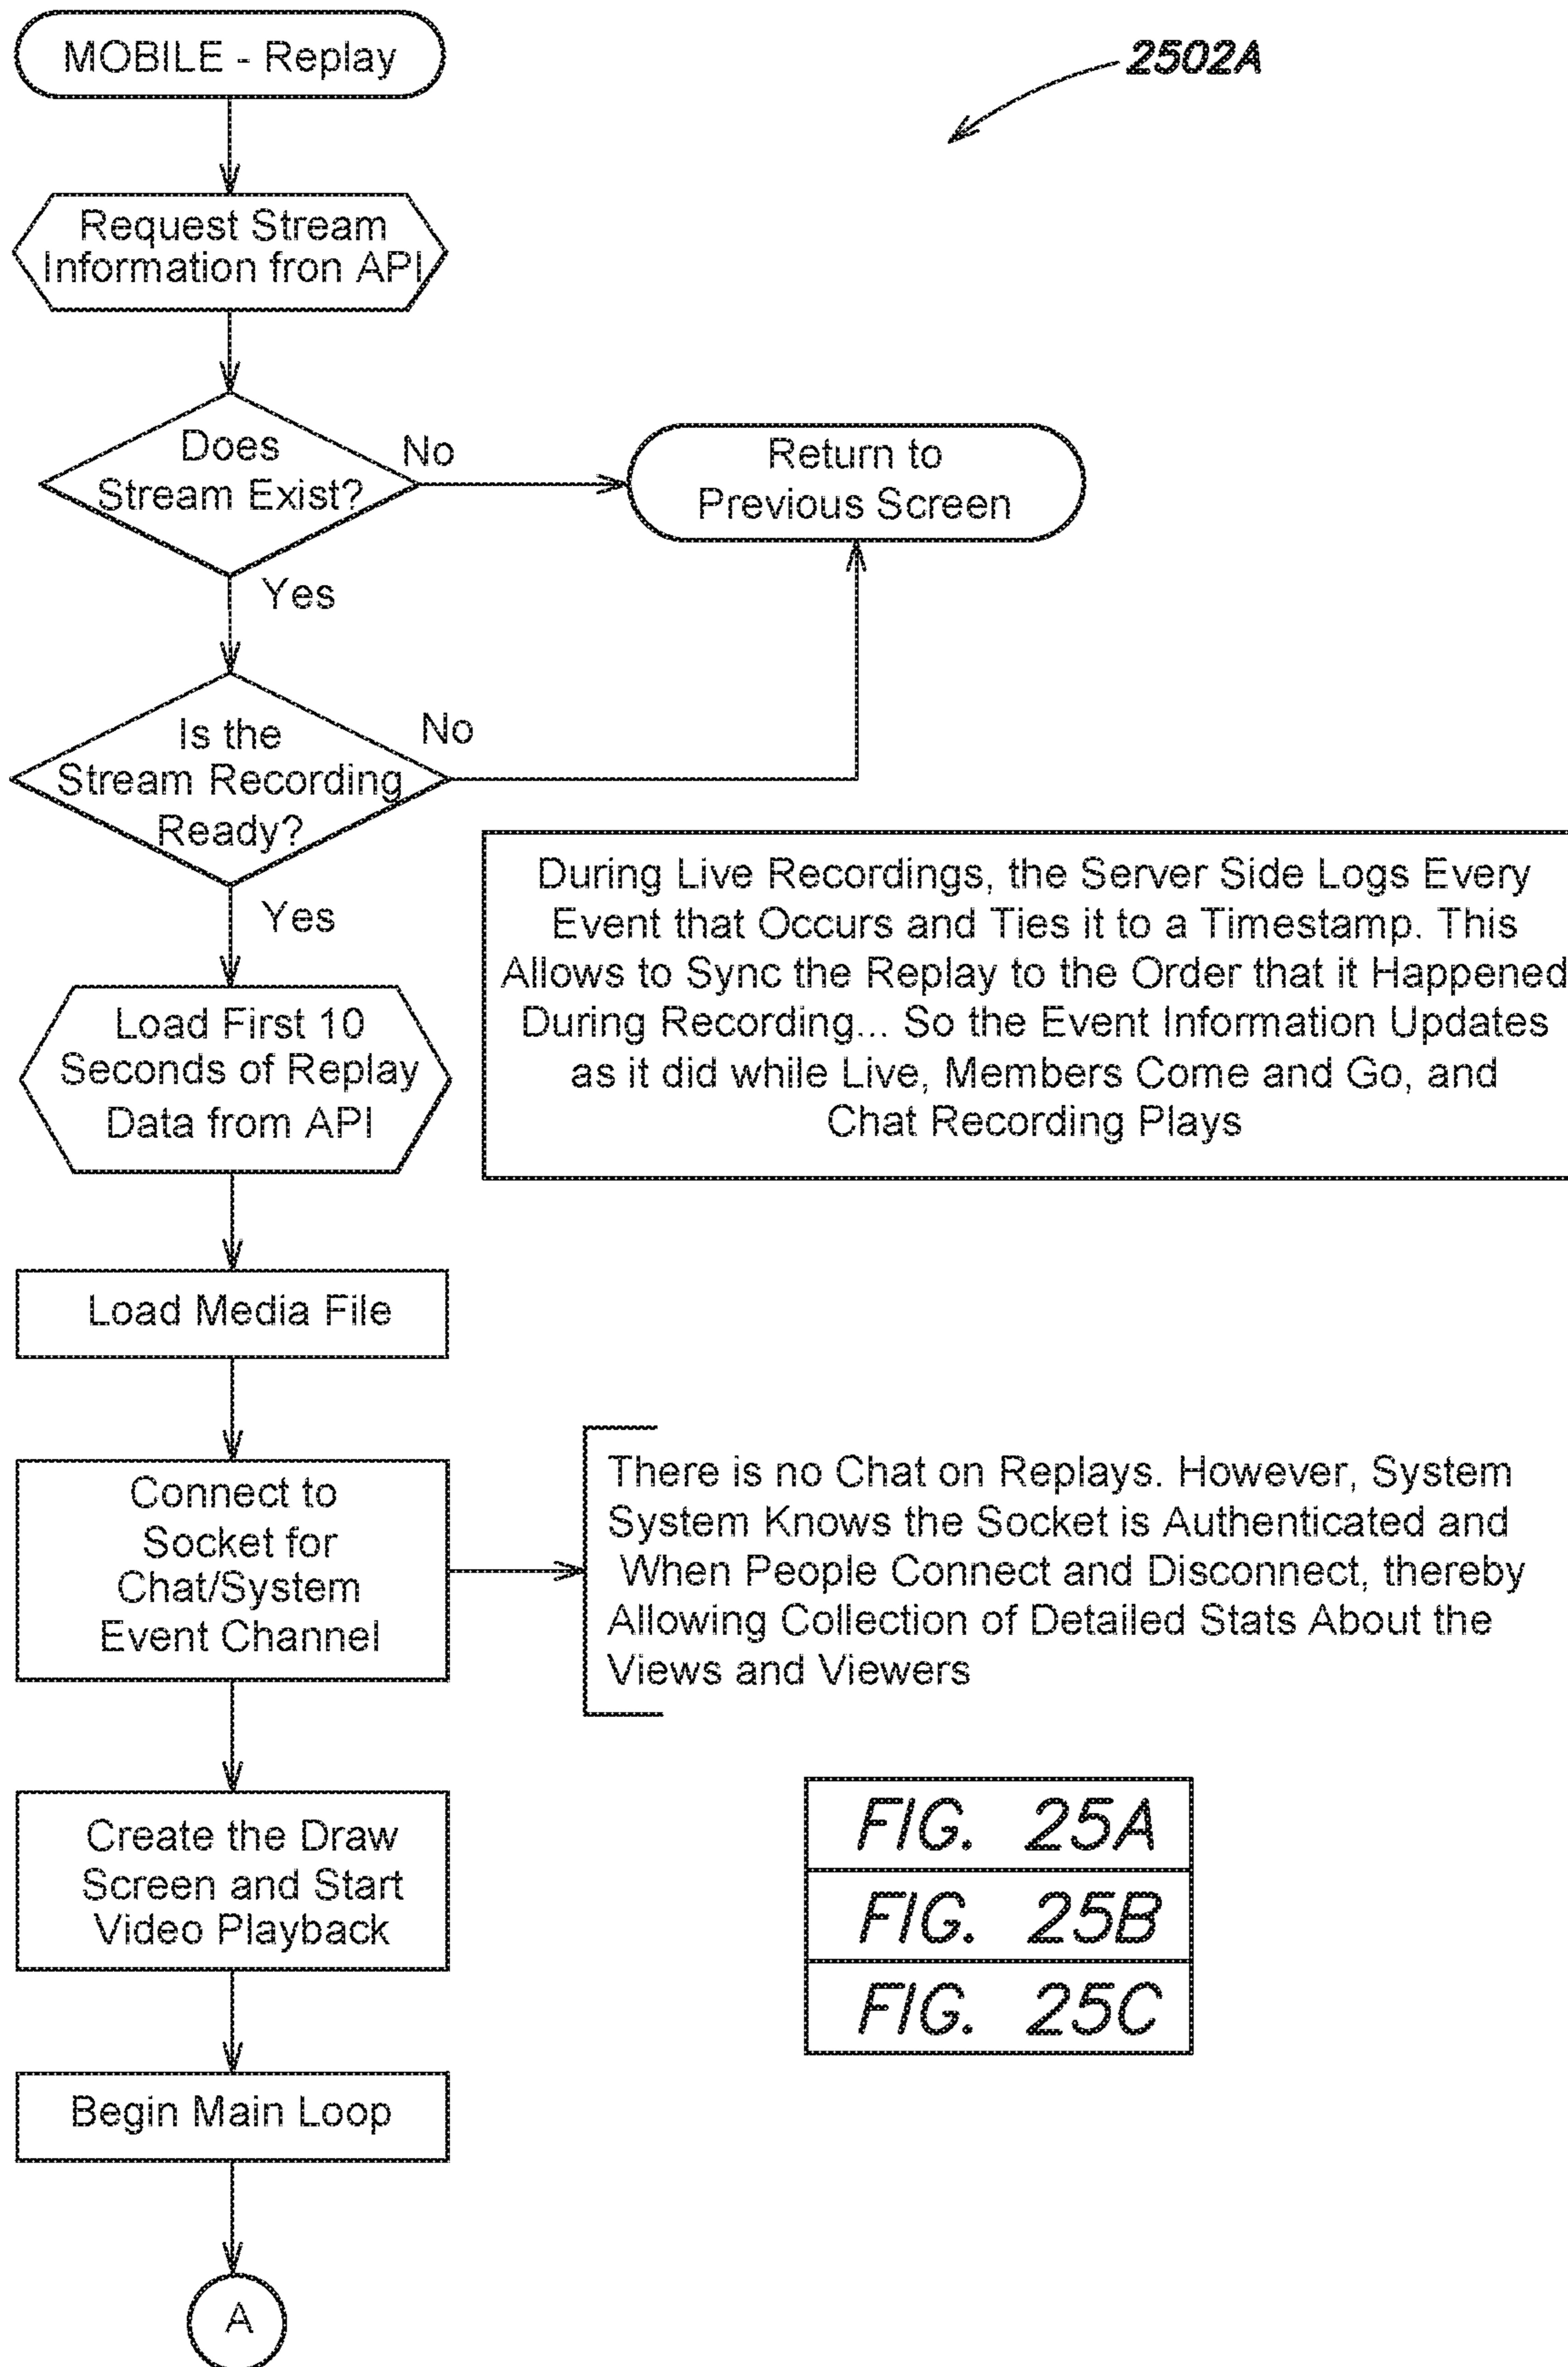 MOBILE - Replay
2502A
Request Stream
Information fron API
Does
Stream Exist?
No
Return to
Previous Screen
Yes
Is the
Stream Recording
Ready?
No
Yes
During Live Recordings, the Server Side Logs Every
Event that Occurs and Ties it to a Timestamp. This
Allows to Sync the Replay to the Order that it Happened
During Recording... So the Event Information Updates
as it did while Live, Members Come and Go, and
Chat Recording Plays
Load First 10
Seconds of Replay
Data from API
Load Media File
Connect to
Socket for
Chat/System
Event Channel
There is no Chat on Replays. However, System
System Knows the Socket is Authenticated and
When People Connect and Disconnect, thereby
Allowing Collection of Detailed Stats About the
Views and Viewers
Create the Draw
Screen and Start
Video Playback
FIG. 25A
FIG. 25B
FIG. 25C
Begin Main Loop
A